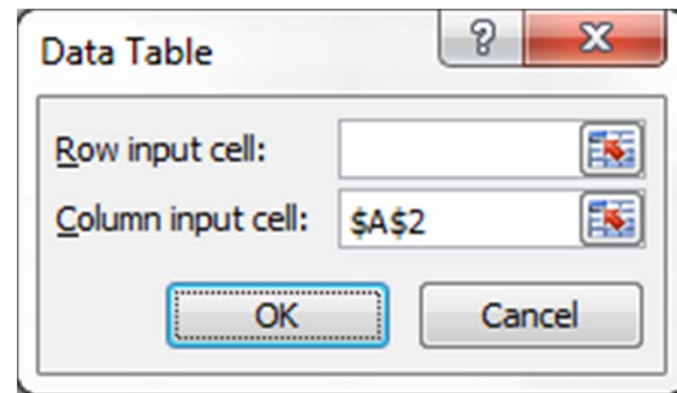 Data Table
?
Row input cell:
Column input cell: $A$2
OK Cancel